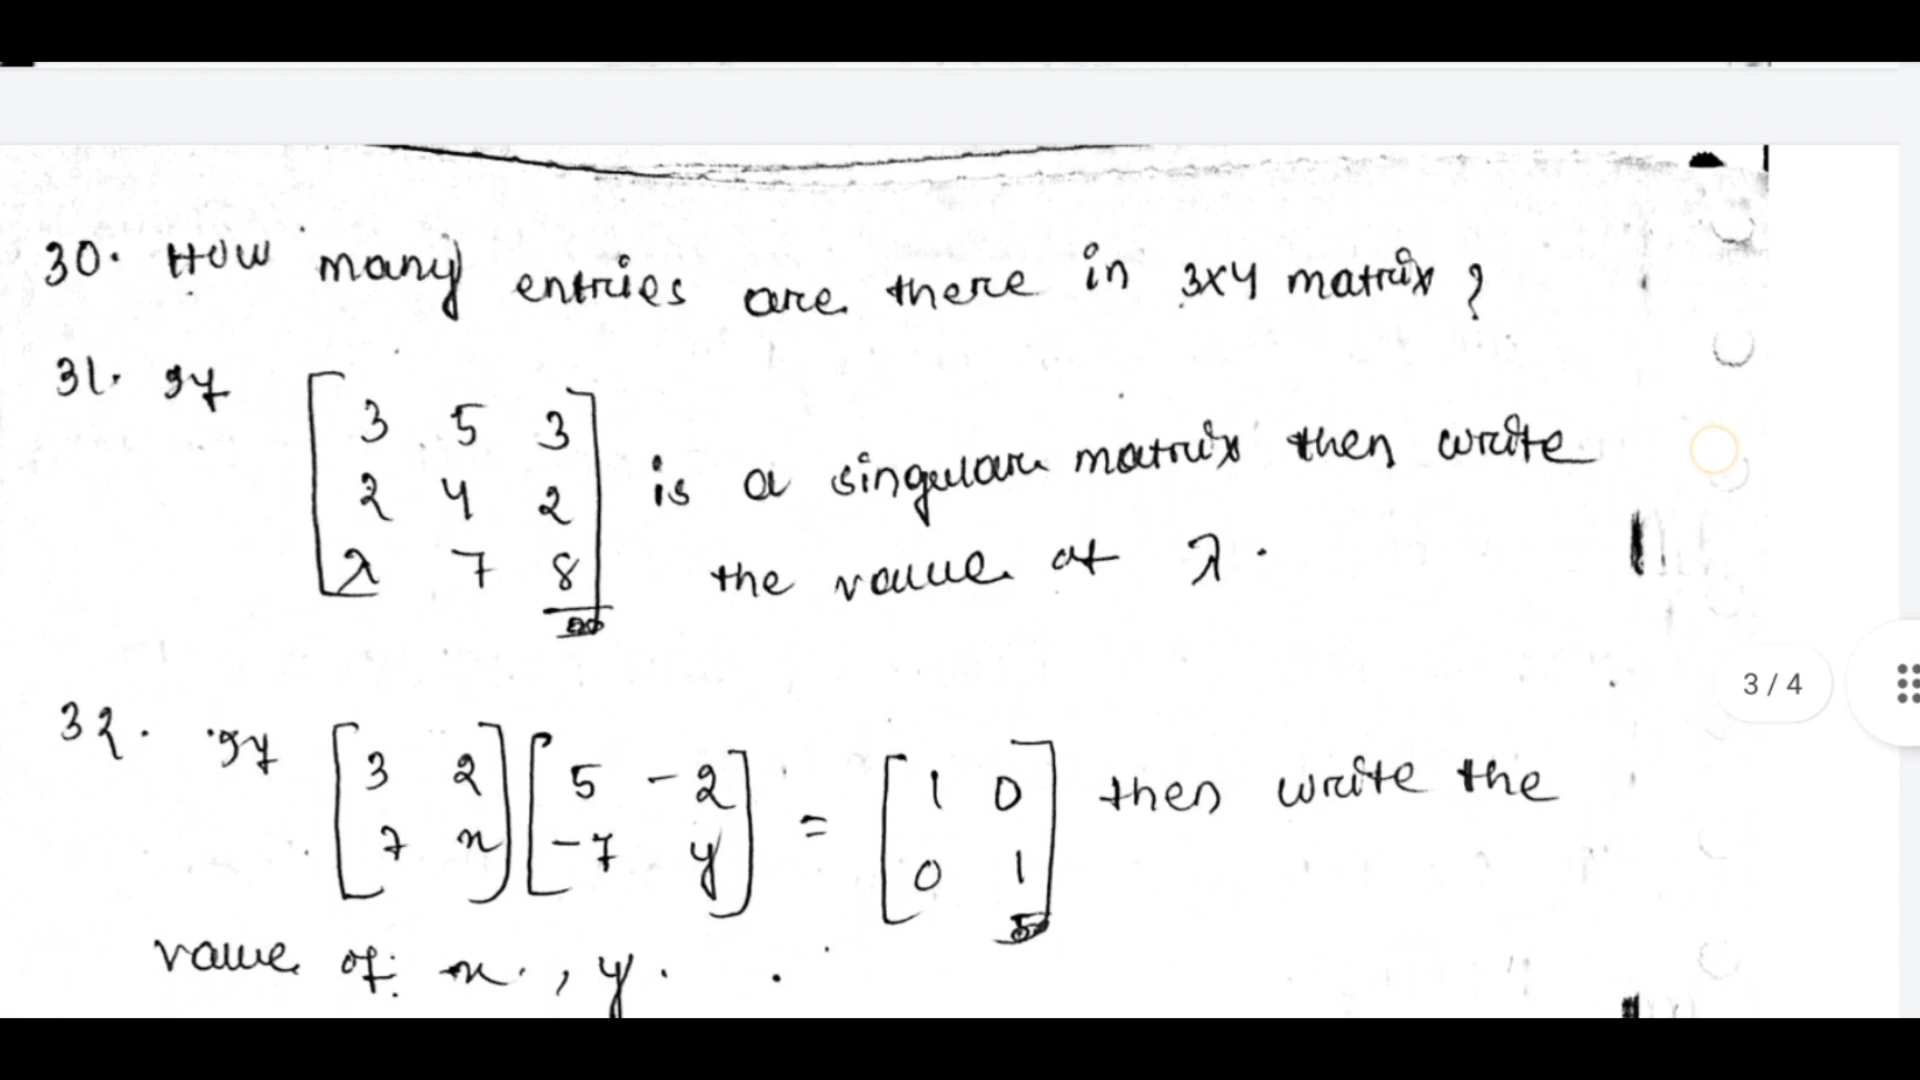 30. How many entries are there in 3x4 matrix ?
31. If [3 5 3
2 4 2
λ 7 8] is a singular matrix then write
the value of λ.
32. If [3 2
7 x] [5 -2
-7 y] = [1 0
0 1] then write the
value of x, y.
3 / 4